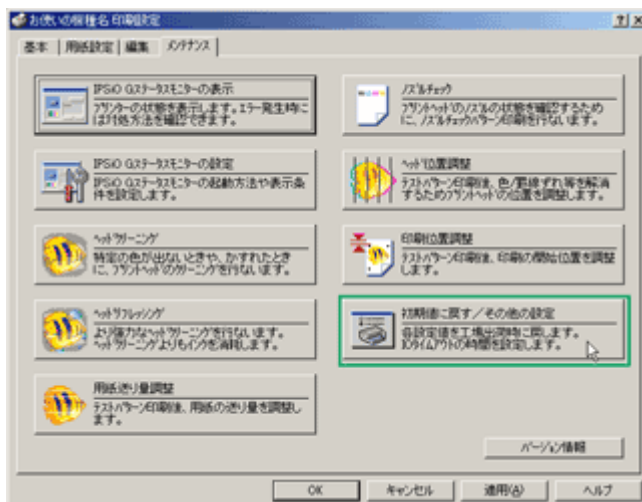 お使いの機種名 印刷設定
基本 用紙設定 編集 メンテナンス
IPSiO Gステータスモニターの表示
プリンターの状態を表示します。エラー発生時に
は対処方法を確認できます。
IPSiO Gステータスモニターの設定
IPSiO Gステータスモニターの起動方法や表示条
件を設定します。
ヘッドクリーニング
特定の色が出ないときや、かすれたとき
に、プリントヘッドのクリーニングを行ないます。
ヘッドリフレッシング
より強力なヘッドクリーニングを行ないます。
ヘッドクリーニングよりもインクを消耗します。
用紙送り量調整
テストパターン印刷後、用紙の送り量を調整し
ます。
ノズルチェック
プリントヘッドのノズルの状態を確認するため
に、ノズルチェックパターン印刷を行ないます。
ヘッド位置調整
テストパターン印刷後、色/罫線ずれ等を解消
するためプリントヘッドの位置を調整します。
印刷位置調整
テストパターン印刷後、印刷の開始位置を調整
します。
初期値に戻す/その他の設定
各設定値を工場出荷時に戻します。
IOタイムアウトの時間を設定します。
バージョン情報
OK キャンセル 適用(A) ヘルプ